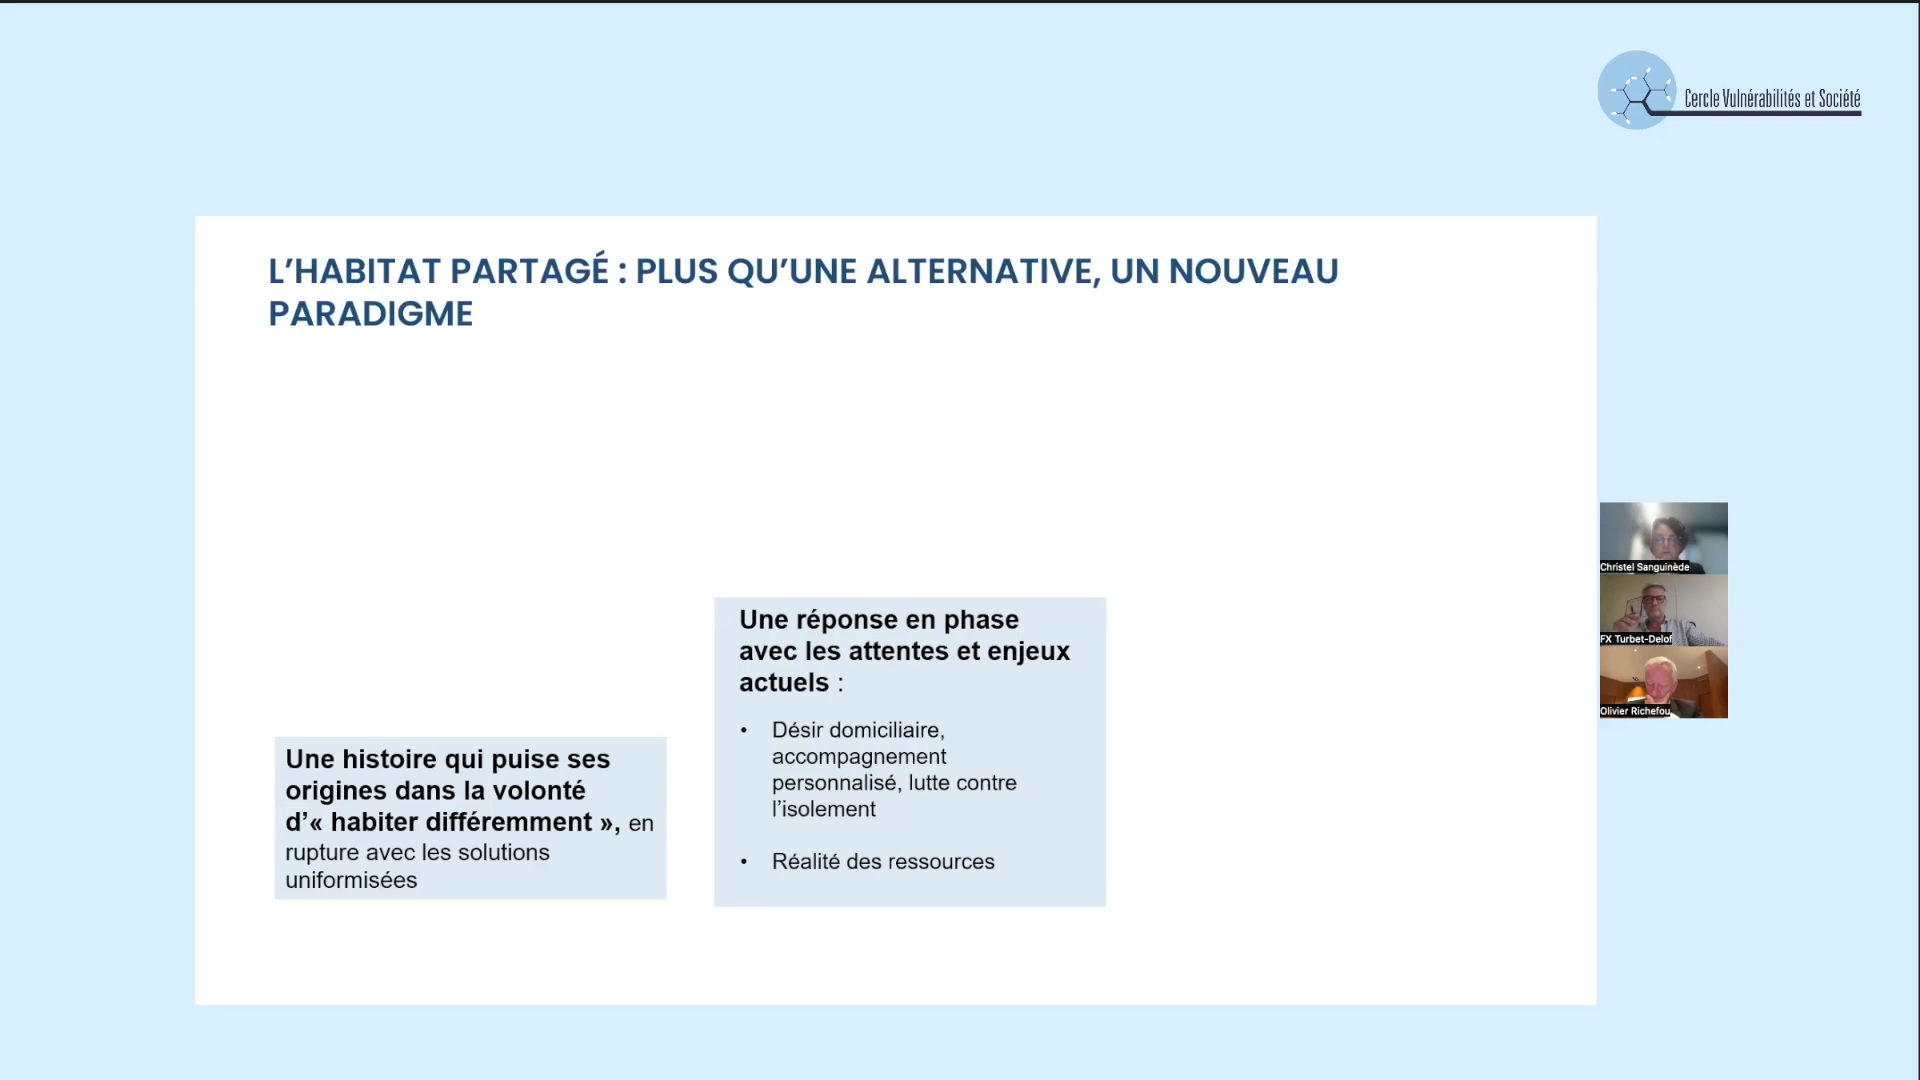 Cercle Vulnérabilités et Société
L’HABITAT PARTAGÉ : PLUS QU’UNE ALTERNATIVE, UN NOUVEAU
PARADIGME
Une histoire qui puise ses
origines dans la volonté
d’« habiter différemment », en
rupture avec les solutions
uniformisées
Une réponse en phase
avec les attentes et enjeux
actuels :
• Désir domiciliaire,
accompagnement
personnalisé, lutte contre
l’isolement
• Réalité des ressources
Christel Sanguinède
FX Turbet-Delof
Olivier Richefou